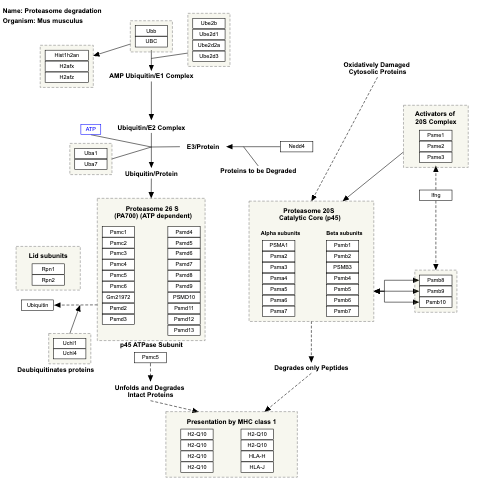 Name: Proteasome degradation
Organism: Mus musculus
Ubb
UBC
Ube2b
Ube2d1
Ube2d2a
Ube2d3
Hist1h2an
H2afx
H2afz
AMP Ubiquitin/E1 Complex
Oxidatively Damaged
Cytosolic Proteins
Activators of
20S Complex
Psme1
Psme2
Psme3
ATP
Ubiquitin/E2 Complex
Uba1
Uba7
E3/Protein
Nedd4
Proteins to be Degraded
Ubiquitin/Protein
Ifng
Proteasome 26 S
(PA700) (ATP dependent)
Psmc1
Psmc2
Psmc3
Psmc4
Psmc5
Psmc6
Gm21972
Psmd2
Psmd3
Psmd4
Psmd5
Psmd6
Psmd7
Psmd8
Psmd9
PSMD10
Psmd11
Psmd12
Psmd13
Proteasome 20S
Catalytic Core (p45)
Alpha subunits
PSMA1
Psma2
Psma3
Psma4
Psma5
Psma6
Psma7
Beta subunits
Psmb1
Psmb2
PSMB3
Psmb4
Psmb5
Psmb6
Psmb7
Psmb8
Psmb9
Psmb10
Lid subunits
Rpn1
Rpn2
Ubiquitin
Uchl1
Uchl4
Deubiquitinates proteins
p45 ATPase Subunit
Psmc5
Unfolds and Degrades
Intact Proteins
Degrades only Peptides
Presentation by MHC class 1
H2-Q10
H2-Q10
H2-Q10
H2-Q10
H2-Q10
H2-Q10
HLA-H
HLA-J